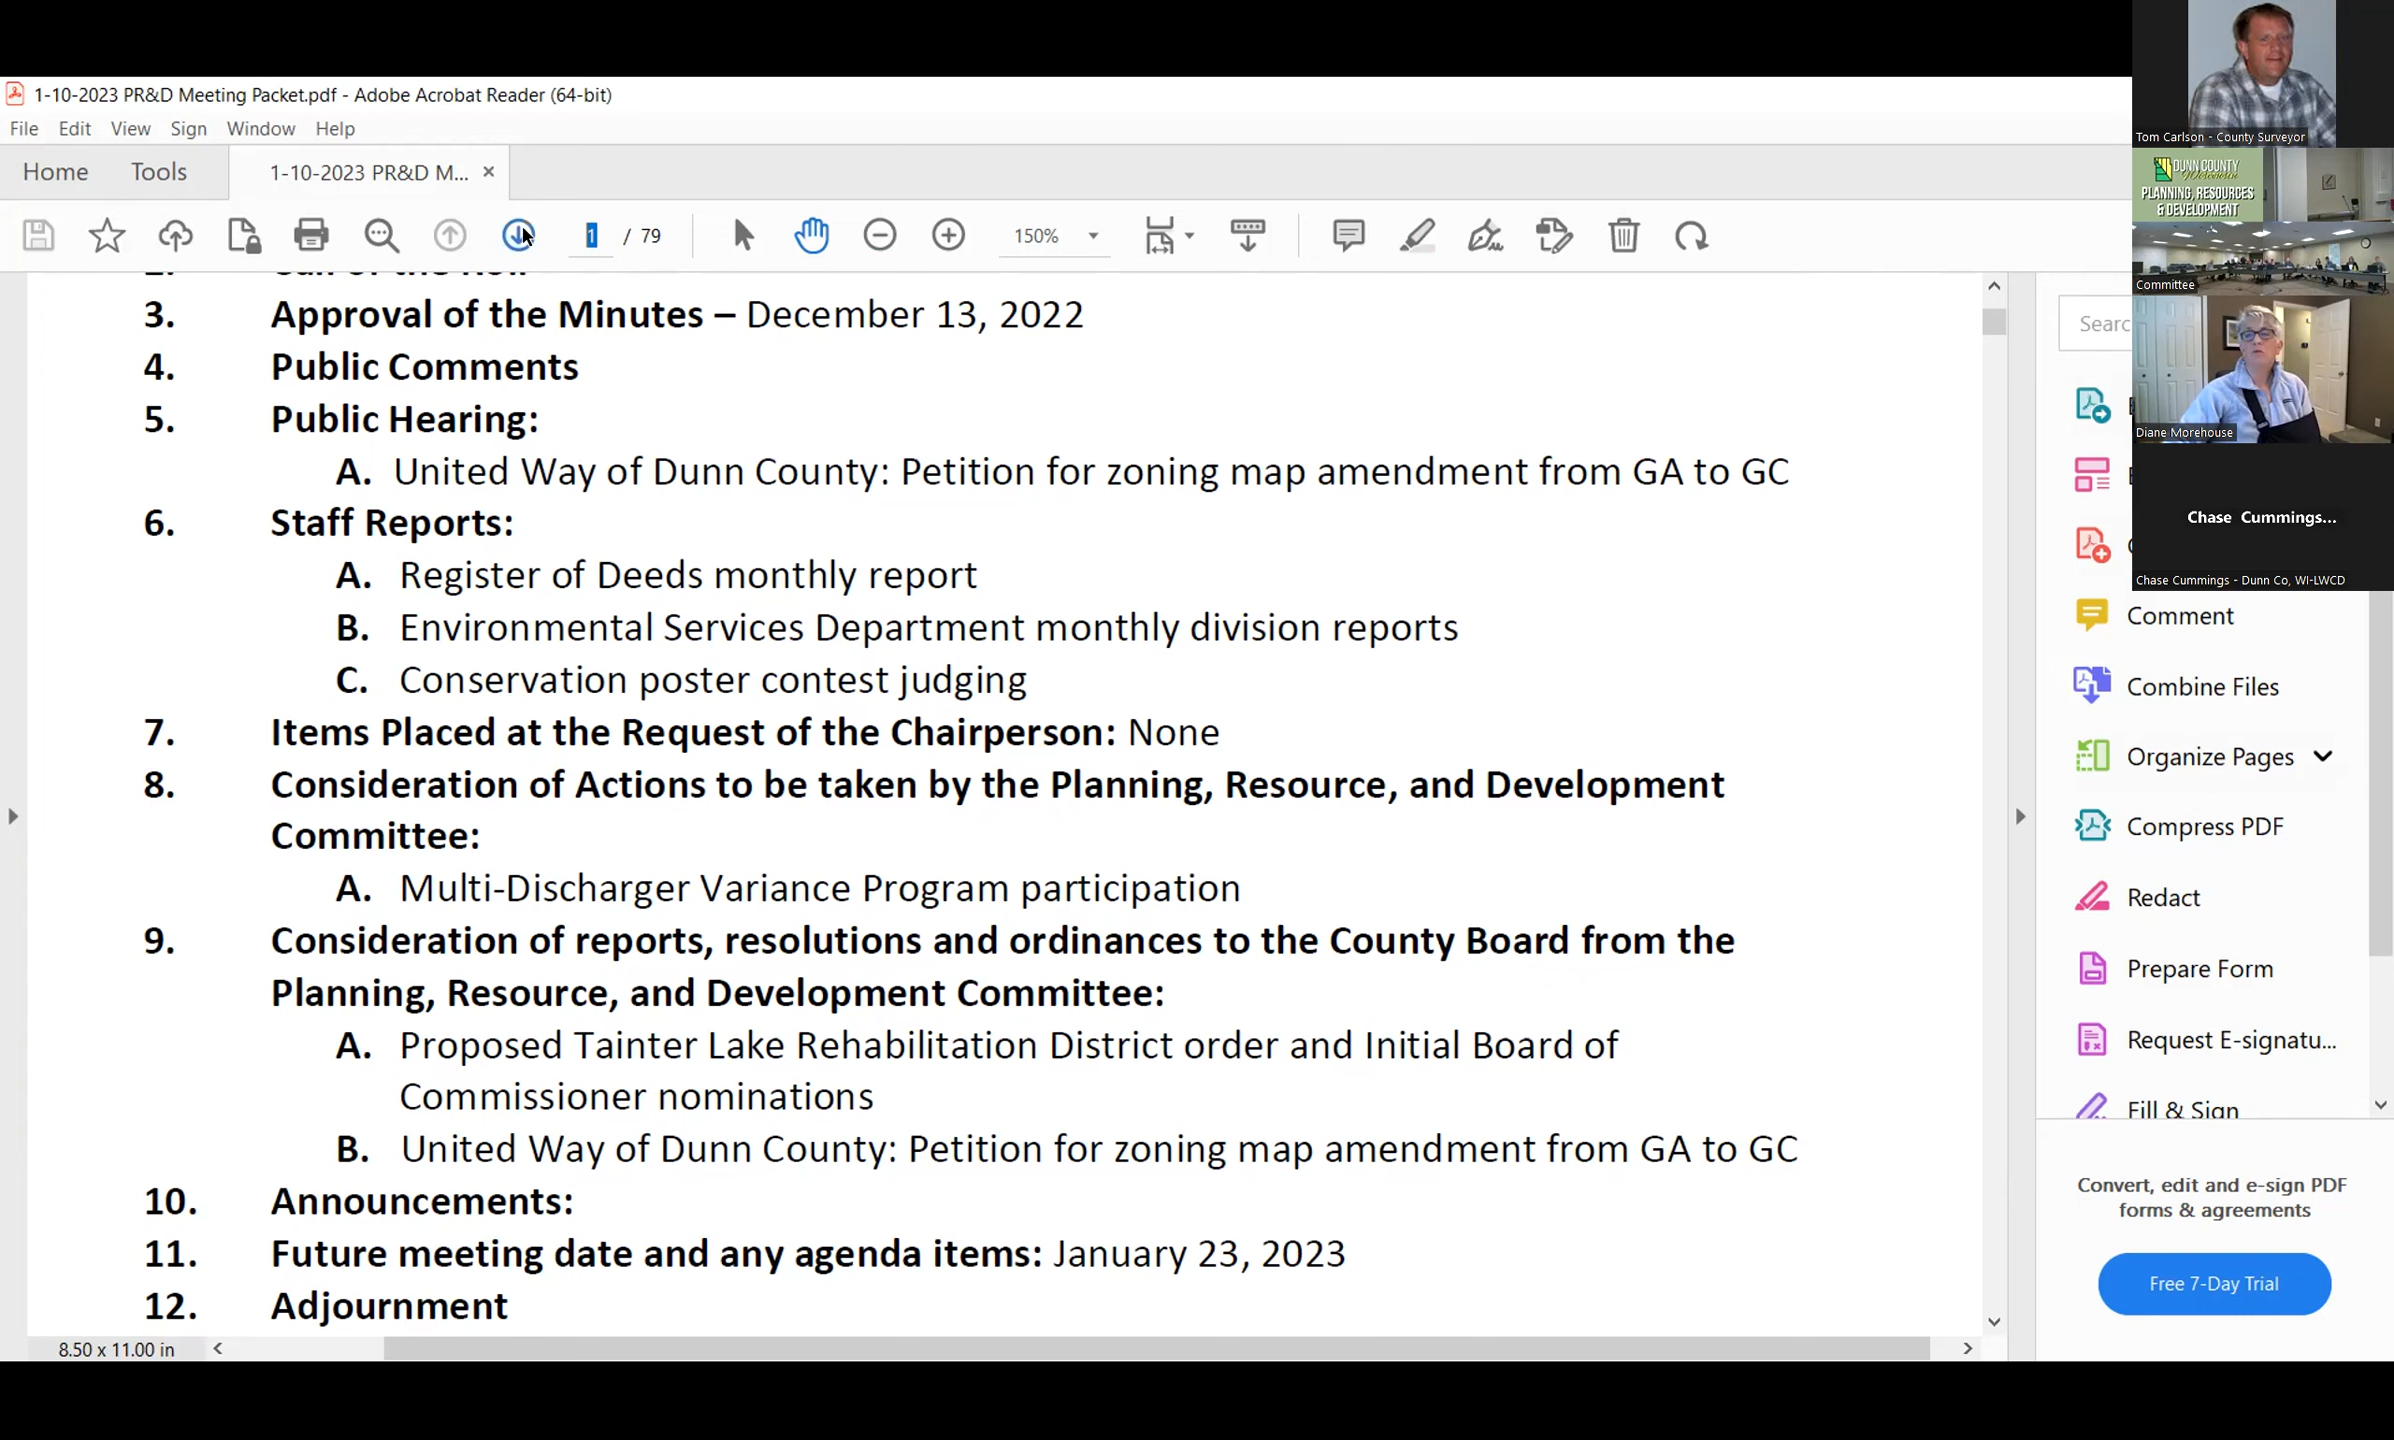 1-10-2023 PR&D Meeting Packet.pdf - Adobe Acrobat Reader (64-bit)
File Edit View Sign Window Help
Home Tools 1-10-2023 PR&D M... ×
1 / 79 150%
3. Approval of the Minutes – December 13, 2022
4. Public Comments
5. Public Hearing:
A. United Way of Dunn County: Petition for zoning map amendment from GA to GC
6. Staff Reports:
A. Register of Deeds monthly report
B. Environmental Services Department monthly division reports
C. Conservation poster contest judging
7. Items Placed at the Request of the Chairperson: None
8. Consideration of Actions to be taken by the Planning, Resource, and Development
Committee:
A. Multi-Discharger Variance Program participation
9. Consideration of reports, resolutions and ordinances to the County Board from the
Planning, Resource, and Development Committee:
A. Proposed Tainter Lake Rehabilitation District order and Initial Board of
Commissioner nominations
B. United Way of Dunn County: Petition for zoning map amendment from GA to GC
10. Announcements:
11. Future meeting date and any agenda items: January 23, 2023
12. Adjournment
8.50 x 11.00 in
Tom Carlson - County Surveyor
DUNN COUNTY
Wisconsin
PLANNING, RESOURCES
& DEVELOPMENT
Committee
Diane Morehouse
Chase Cummings...
Chase Cummings - Dunn Co, WI-LWCD
Searc
Comment
Combine Files
Organize Pages
Compress PDF
Redact
Prepare Form
Request E-signatu...
Fill & Sign
Convert, edit and e-sign PDF
forms & agreements
Free 7-Day Trial